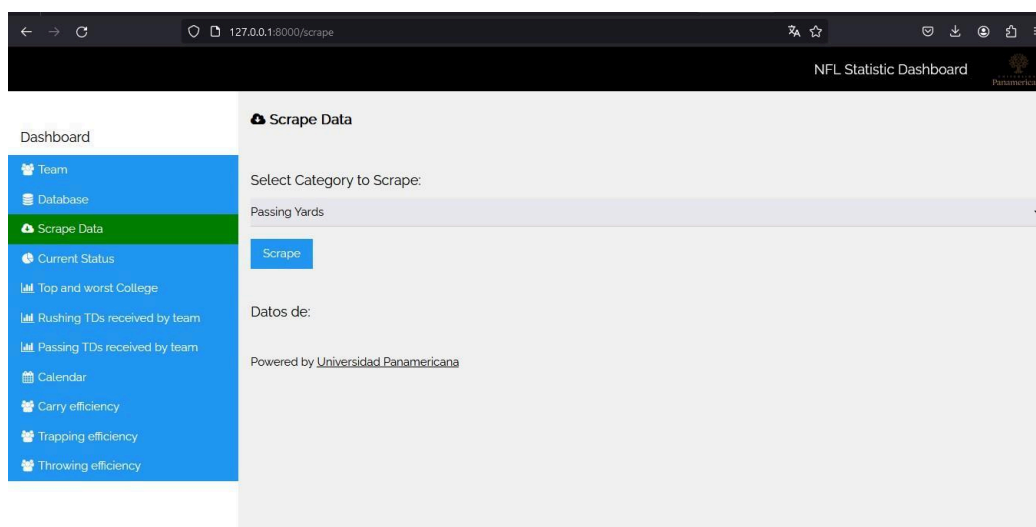 127.0.0.1:8000/scrape
NFL Statistic Dashboard
Dashboard
Team
Database
Scrape Data
Current Status
Top and worst College
Rushing TDs received by team
Passing TDs received by team
Calendar
Carry efficiency
Trapping efficiency
Throwing efficiency
Scrape Data
Select Category to Scrape:
Passing Yards
Scrape
Datos de:
Powered by Universidad Panamericana